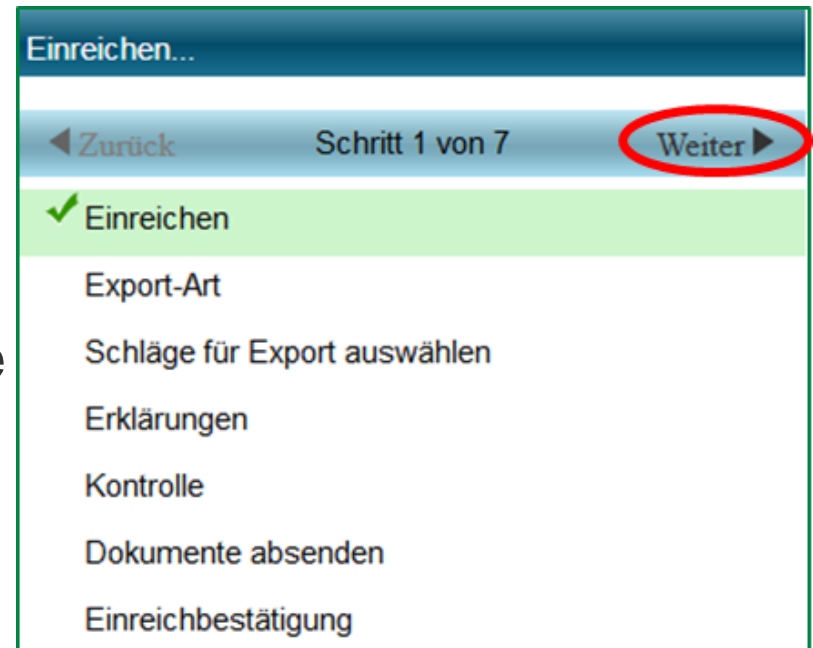 Einreichen...
Zurück Schritt 1 von 7 Weiter
Einreichen
Export-Art
e Schläge für Export auswählen
Erklärungen
Kontrolle
Dokumente absenden
Einreichbestätigung